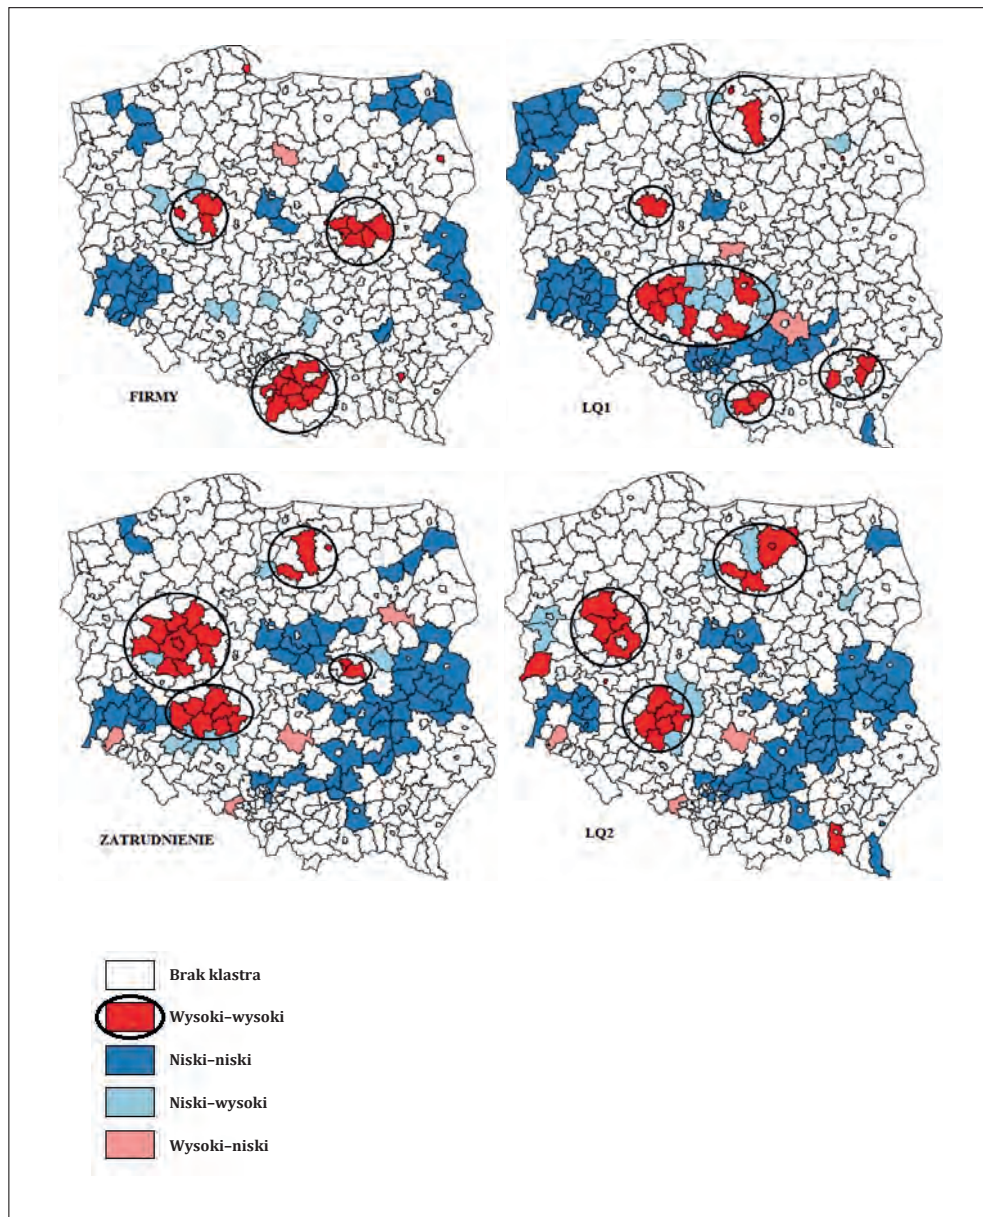 FIRMY
LQ1
ZATRUDNIENIE
LQ2
Brak klastra
Wysoki–wysoki
Niski–niski
Niski–wysoki
Wysoki–niski